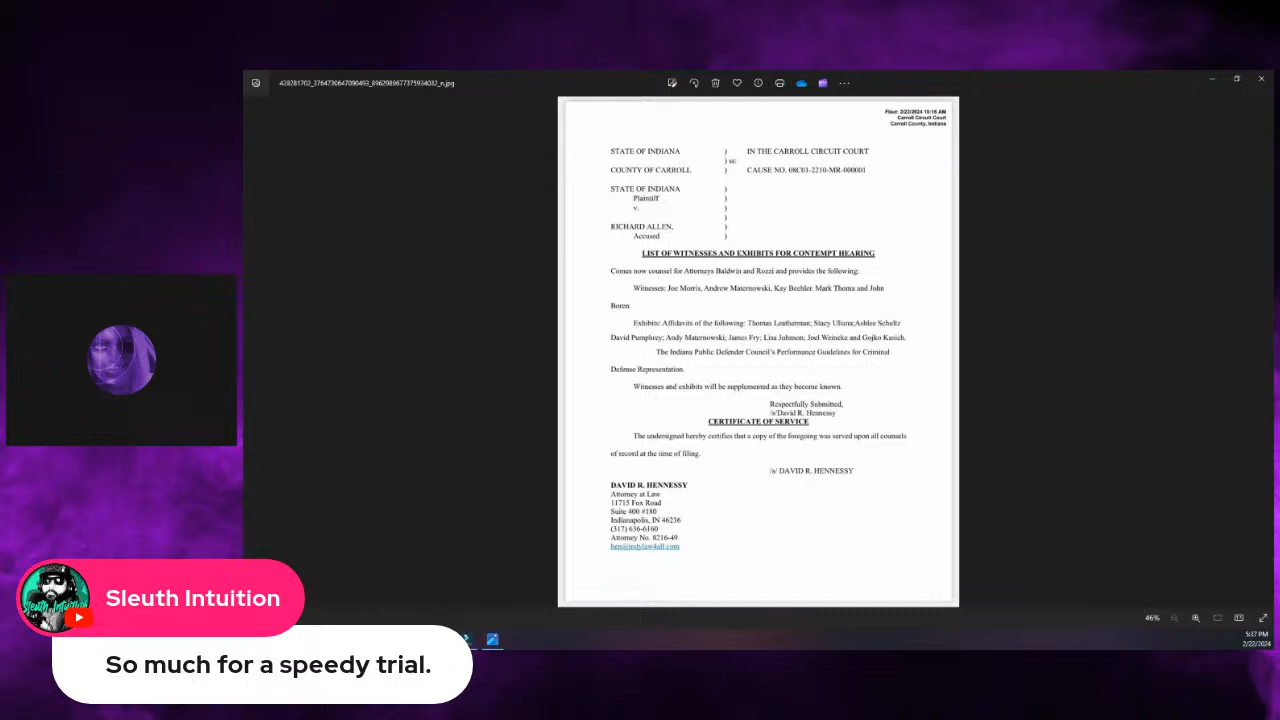 428281702_3764730647090493_8962989677375934032_n.jpg
Filed: 2/22/2024 10:16 AM
Carroll Circuit Court
Carroll County, Indiana
STATE OF INDIANA ) IN THE CARROLL CIRCUIT COURT
) ss:
COUNTY OF CARROLL ) CAUSE NO. 08C01-2210-MR-000001
STATE OF INDIANA )
Plaintiff )
v. )
)
RICHARD ALLEN, )
Accused )
LIST OF WITNESSES AND EXHIBITS FOR CONTEMPT HEARING
Comes now counsel for Attorneys Baldwin and Rozzi and provides the following:
Witnesses: Joe Morris, Andrew Maternowski, Kay Beehler, Mark Thoma and John
Boren.
Exhibits: Affidavits of the following: Thomas Leatherman; Stacy Uliana;Ashlee Schultz
David Pumphrey; Andy Maternowski; James Fry; Lisa Johnson; Joel Weineke and Gojko Kasich.
The Indiana Public Defender Council's Performance Guidelines for Criminal
Defense Representation.
Witnesses and exhibits will be supplemented as they become known.
Respectfully Submitted,
/s/David R. Hennessy
CERTIFICATE OF SERVICE
The undersigned hereby certifies that a copy of the foregoing was served upon all counsels
of record at the time of filing.
/s/ DAVID R. HENNESSY
DAVID R. HENNESSY
Attorney at Law
11715 Fox Road
Suite 400 #180
Indianapolis, IN 46236
(317) 636-6160
Attorney No. 8216-49
hen@indylaw4all.com
46%
5:37 PM
2/22/2024
Sleuth Intuition
Sleuth Intuition
So much for a speedy trial.